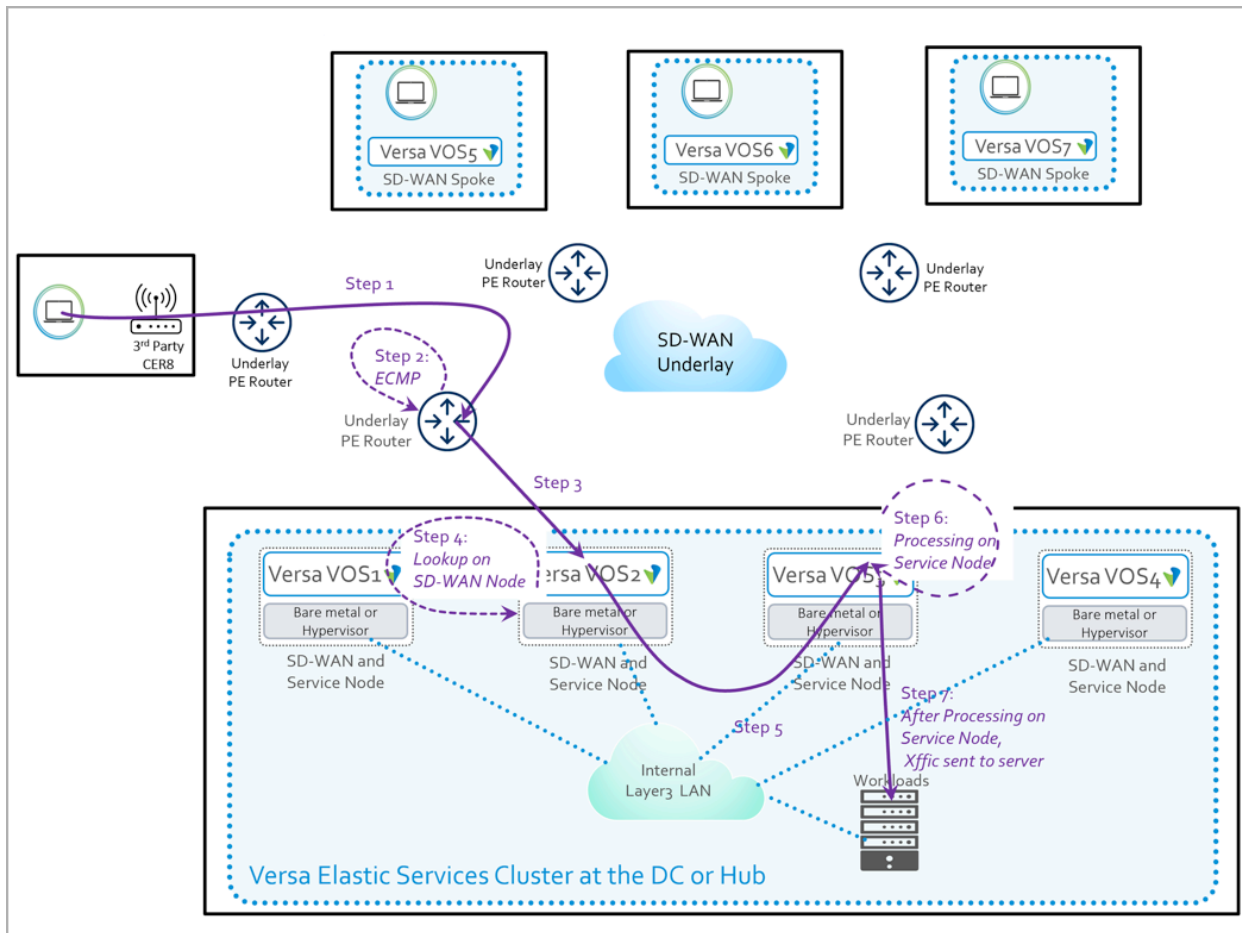 Versa VOS5
SD-WAN Spoke
Versa VOS6
SD-WAN Spoke
Versa VOS7
SD-WAN Spoke
3rd Party
CER8
Underlay
PE Router
Step 1
Underlay
PE Router
Underlay
PE Router
SD-WAN
Underlay
Step 2:
ECMP
Underlay
PE Router
Underlay
PE Router
Step 3
Step 4:
Lookup on
SD-WAN Node
Step 6:
Processing on
Service Node
Versa VOS1
Bare metal or
Hypervisor
SD-WAN and
Service Node
ersa VOS2
Bare metal or
Hypervisor
SD-WAN and
Service Node
Versa VOS3
Bare metal or
Hypervisor
SD-WAN and
Service Node
Versa VOS4
Bare metal or
Hypervisor
SD-WAN and
Service Node
Step 5
Step 7:
After Processing on
Service Node,
Xffic sent to server
Internal
Layer3 LAN
Workloads
Versa Elastic Services Cluster at the DC or Hub